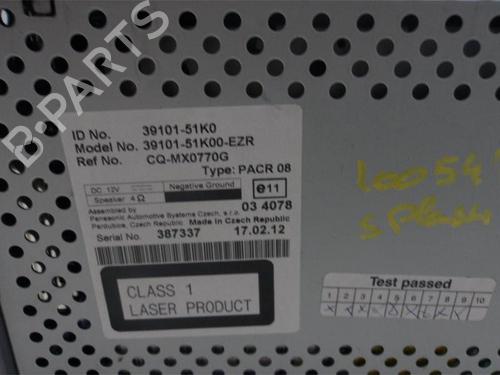 B-PARTS
ID No. 39101-51K0
Model No. 39101-51K00-EZR
Ref No. CQ-MX0770G
Type: PACR 08
DC 12V Negative Ground
Speaker 4Ω
e11
03 4078
Assembled by
Panasonic Automotive Systems Czech, s.r.o.
Pardubice, Czech Republic Made in Czech Republic
Serial No. 387337 17.02.12
CLASS 1
LASER PRODUCT
Test passed
1 2 3 4 5 6 7 8 9 10